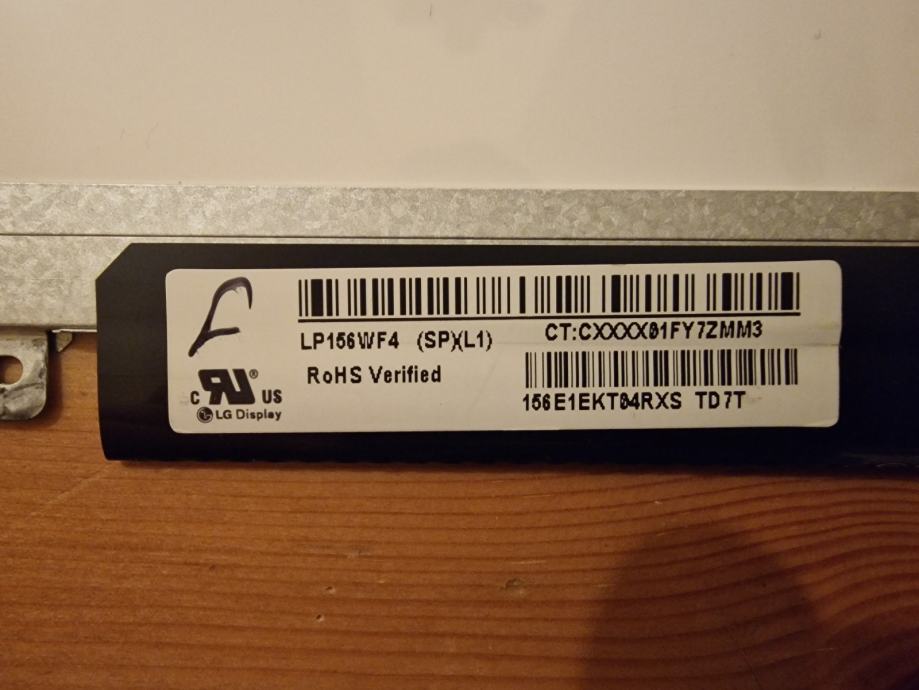 LP156WF4 (SP)(L1)
CT:CXXXX01FY7ZMM3
RoHS Verified
C US
LG Display
156E1EKT04RXS TD7T